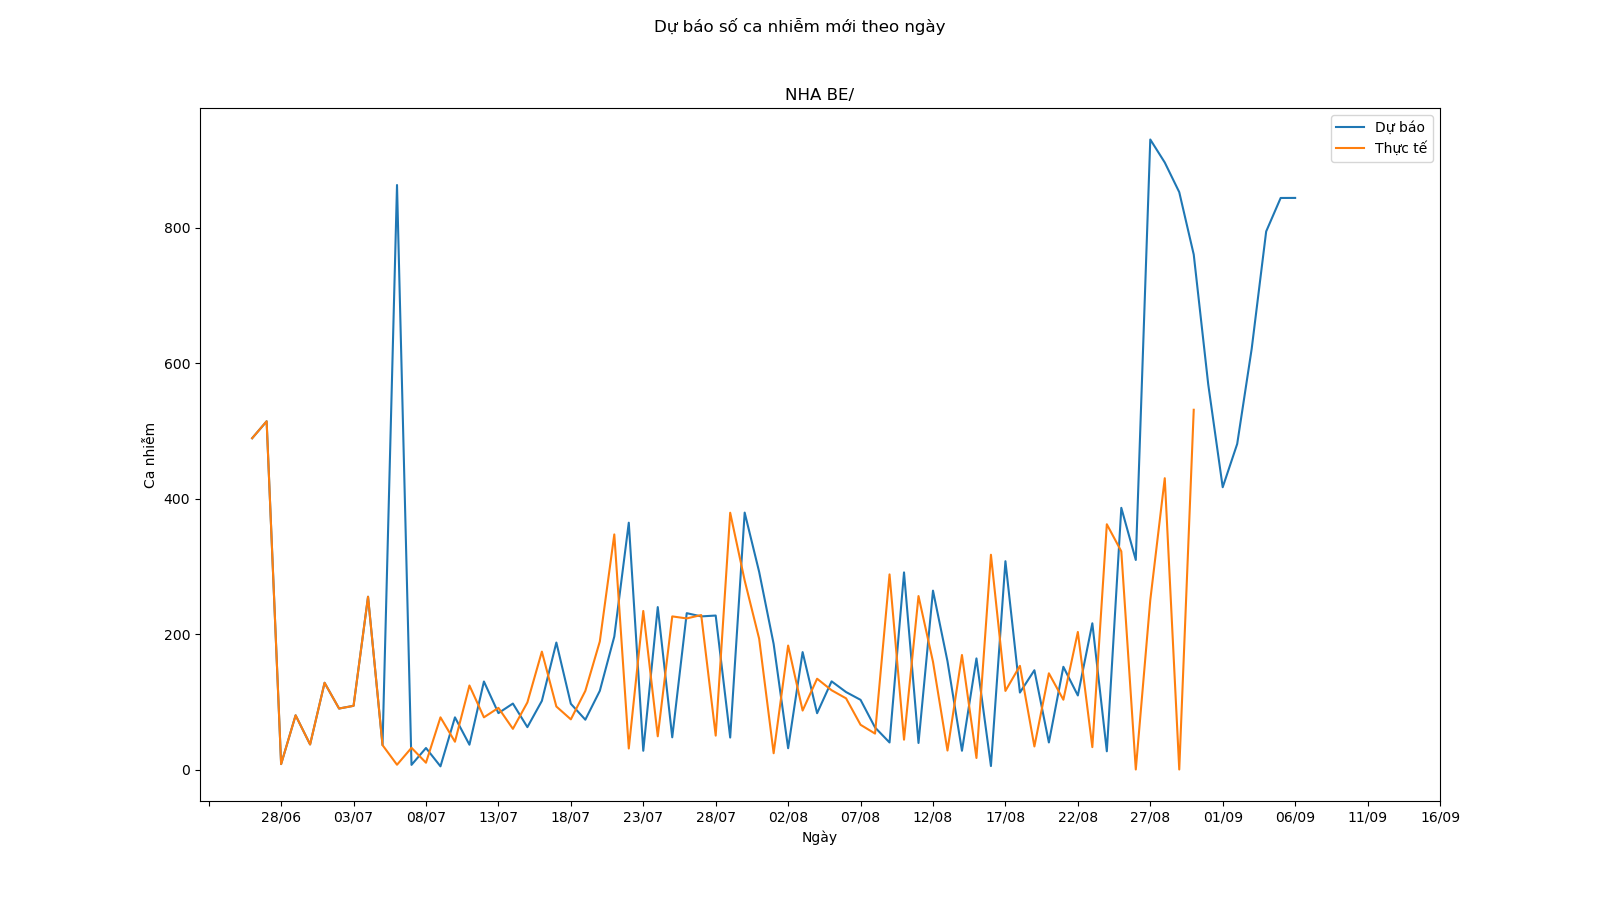 Dự báo số ca nhiễm mới theo ngày
NHA BE/
Dự báo
Thực tế
800
600
400
200
0
Ca nhiễm
28/06 03/07 08/07 13/07 18/07 23/07 28/07 02/08 07/08 12/08 17/08 22/08 27/08 01/09 06/09 11/09 16/09
Ngày